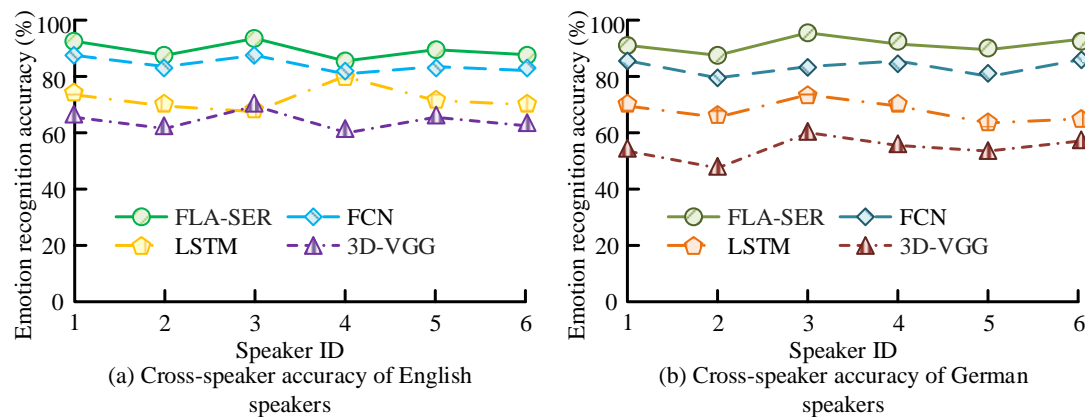 Emotion recognition accuracy (%)
100
80
60
40
20
0
FLA-SER
FCN
LSTM
3D-VGG
1 2 3 4 5 6
Speaker ID
(a) Cross-speaker accuracy of English
speakers
Emotion recognition accuracy (%)
100
80
60
40
20
0
FLA-SER
FCN
LSTM
3D-VGG
1 2 3 4 5 6
Speaker ID
(b) Cross-speaker accuracy of German
speakers